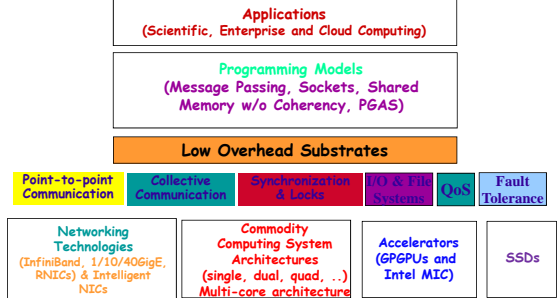 Applications
(Scientific, Enterprise and Cloud Computing)
Programming Models
(Message Passing, Sockets, Shared
Memory w/o Coherency, PGAS)
Low Overhead Substrates
Point-to-point
Communication
Collective
Communication
Synchronization
& Locks
I/O & File
Systems
QoS
Fault
Tolerance
Networking
Technologies
(InfiniBand, 1/10/40GigE,
RNICs) & Intelligent
NICs
Commodity
Computing System
Architectures
(single, dual, quad, ..)
Multi-core architecture
Accelerators
(GPGPUs and
Intel MIC)
SSDs